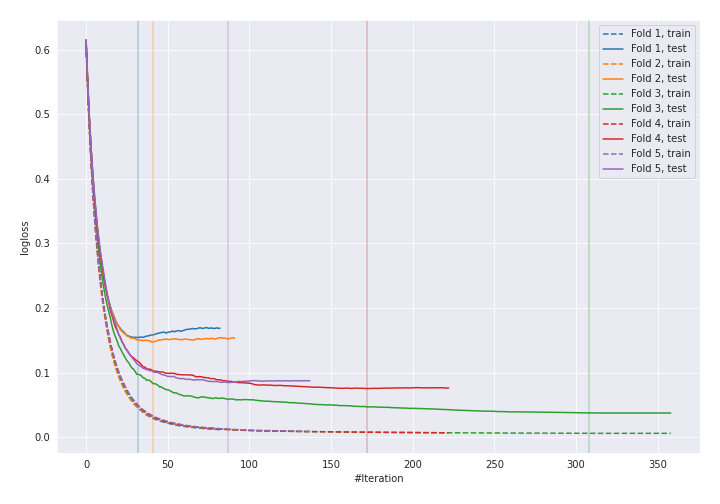 Fold 1, train
Fold 1, test
Fold 2, train
Fold 2, test
Fold 3, train
Fold 3, test
Fold 4, train
Fold 4, test
Fold 5, train
Fold 5, test
0.6
0.5
0.4
0.3
0.2
0.1
0.0
logloss
0 50 100 150 200 250 300 350
#Iteration